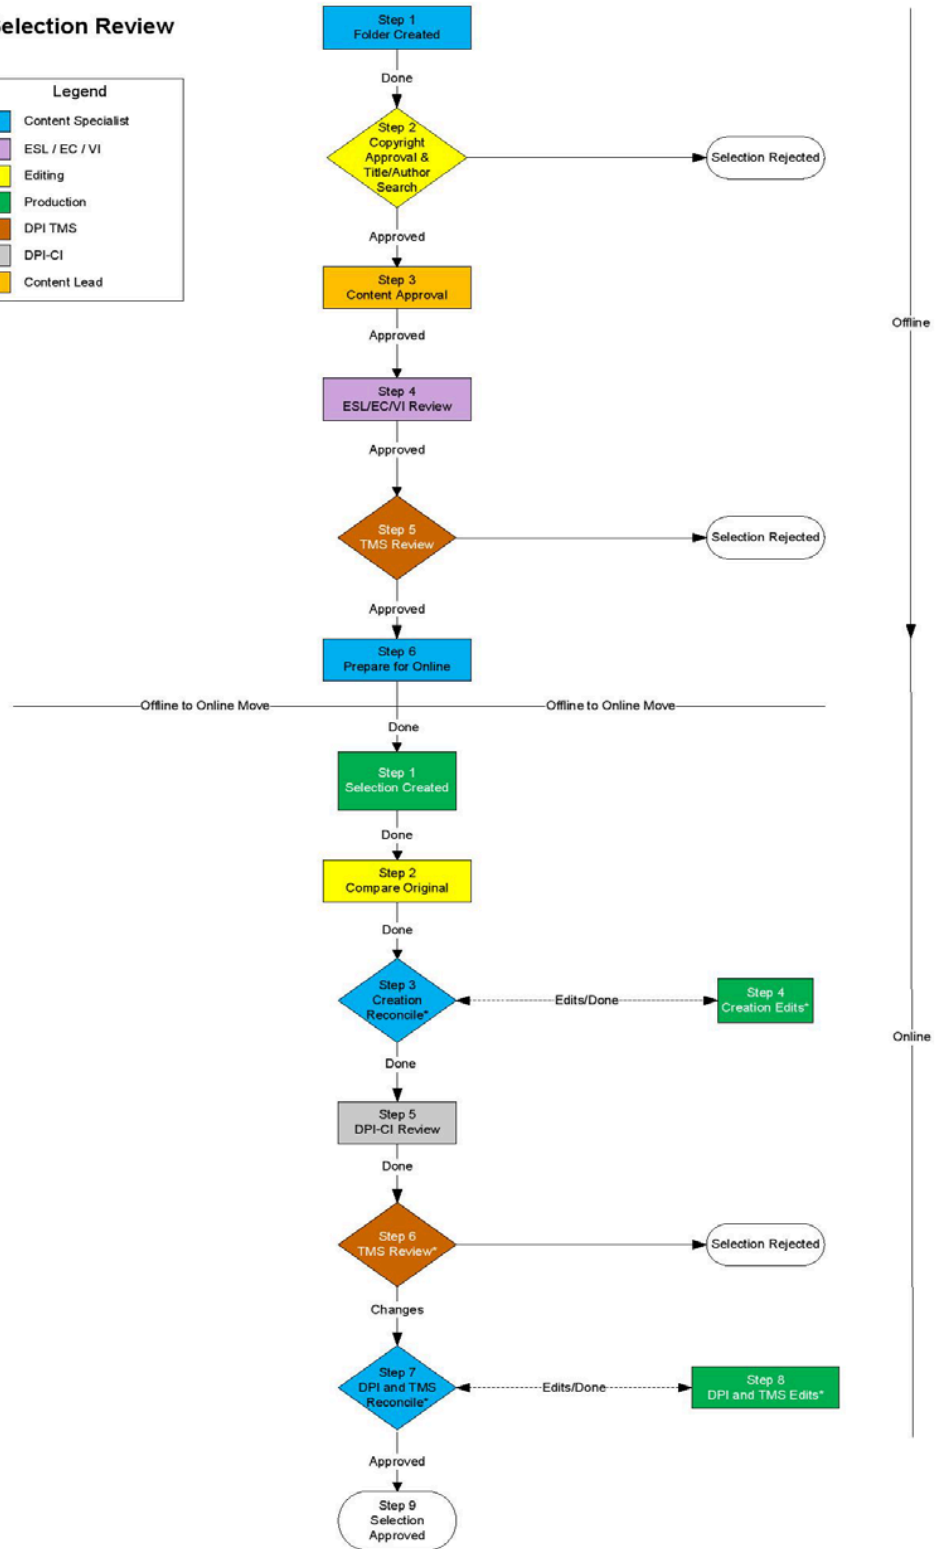 election Review
Legend
Content Specialist
ESL / EC / VI
Editing
Production
DPI TMS
DPI-CI
Content Lead
Step 1
Folder Created
Done
Step 2
Copyright
Approval &
Title/Author
Search
Selection Rejected
Approved
Step 3
Content Approval
Offline
Approved
Step 4
ESL/EC/VI Review
Approved
Step 5
TMS Review
Selection Rejected
Approved
Step 6
Prepare for Online
Offline to Online Move
Offline to Online Move
Done
Step 1
Selection Created
Done
Step 2
Compare Original
Done
Step 3
Creation
Reconcile*
Edits/Done
Step 4
Creation Edits*
Online
Done
Step 5
DPI-CI Review
Done
Step 6
TMS Review*
Selection Rejected
Changes
Step 7
DPI and TMS
Reconcile*
Edits/Done
Step 8
DPI and TMS Edits*
Approved
Step 9
Selection
Approved